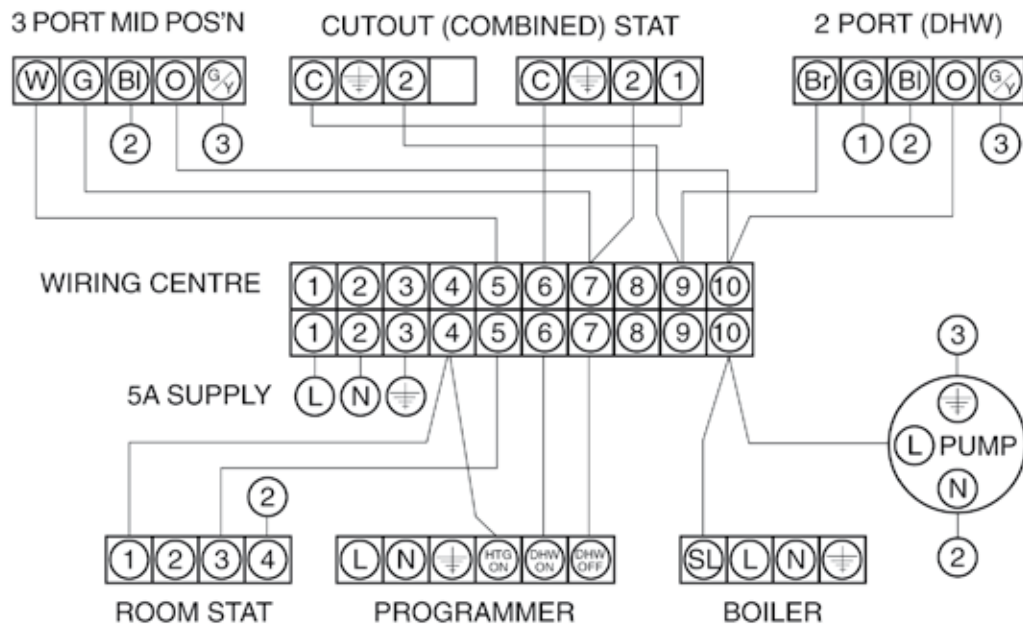 3 PORT MID POS'N CUTOUT (COMBINED) STAT 2 PORT (DHW)
W G Bl O G/Y C 2 C 2 1 Br G Bl O G/Y
2 3 1 2 3
WIRING CENTRE 1 2 3 4 5 6 7 8 9 10
1 2 3 4 5 6 7 8 9 10
3
5A SUPPLY L N
L PUMP
N
2
1 2 3 4 L N HTG ON DHW ON DHW OFF SL L N
2
ROOM STAT PROGRAMMER BOILER